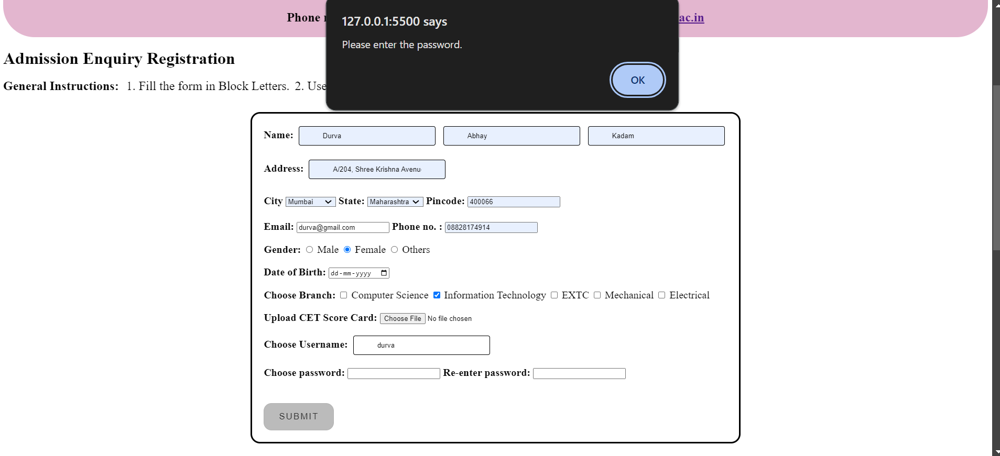 Phone
ac.in
127.0.0.1:5500 says
Please enter the password.
OK
Admission Enquiry Registration
General Instructions: 1. Fill the form in Block Letters. 2. Use
Name: Durva Abhay Kadam
Address: A/204, Shree Krishna Avenu
City Mumbai State: Maharashtra Pincode: 400066
Email: durva@gmail.com Phone no. : 08828174914
Gender: Male Female Others
Date of Birth: dd-mm-yyyy
Choose Branch: Computer Science Information Technology EXTC Mechanical Electrical
Upload CET Score Card: Choose File No file chosen
Choose Username: durva
Choose password: Re-enter password:
SUBMIT